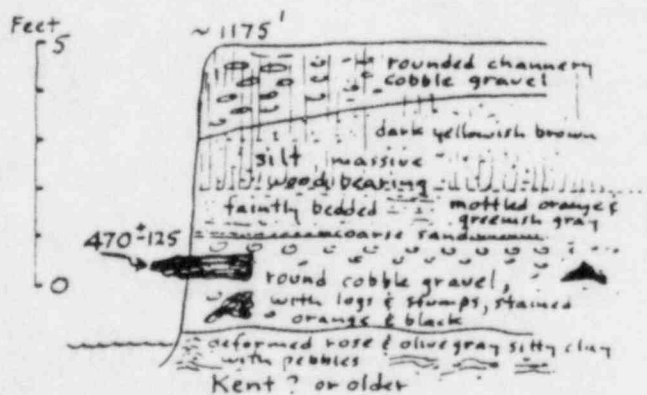 Feet
~1175'
5
rounded channery
cobble gravel
dark yellowish brown
silt massive
wood bearing
faintly bedded
mottled orange &
greenish gray
coarse sand
470±125
0
round cobble gravel,
with logs & stumps, stained
orange & black
deformed rose & olive gray silty clay
with pebbles
Kent? or older